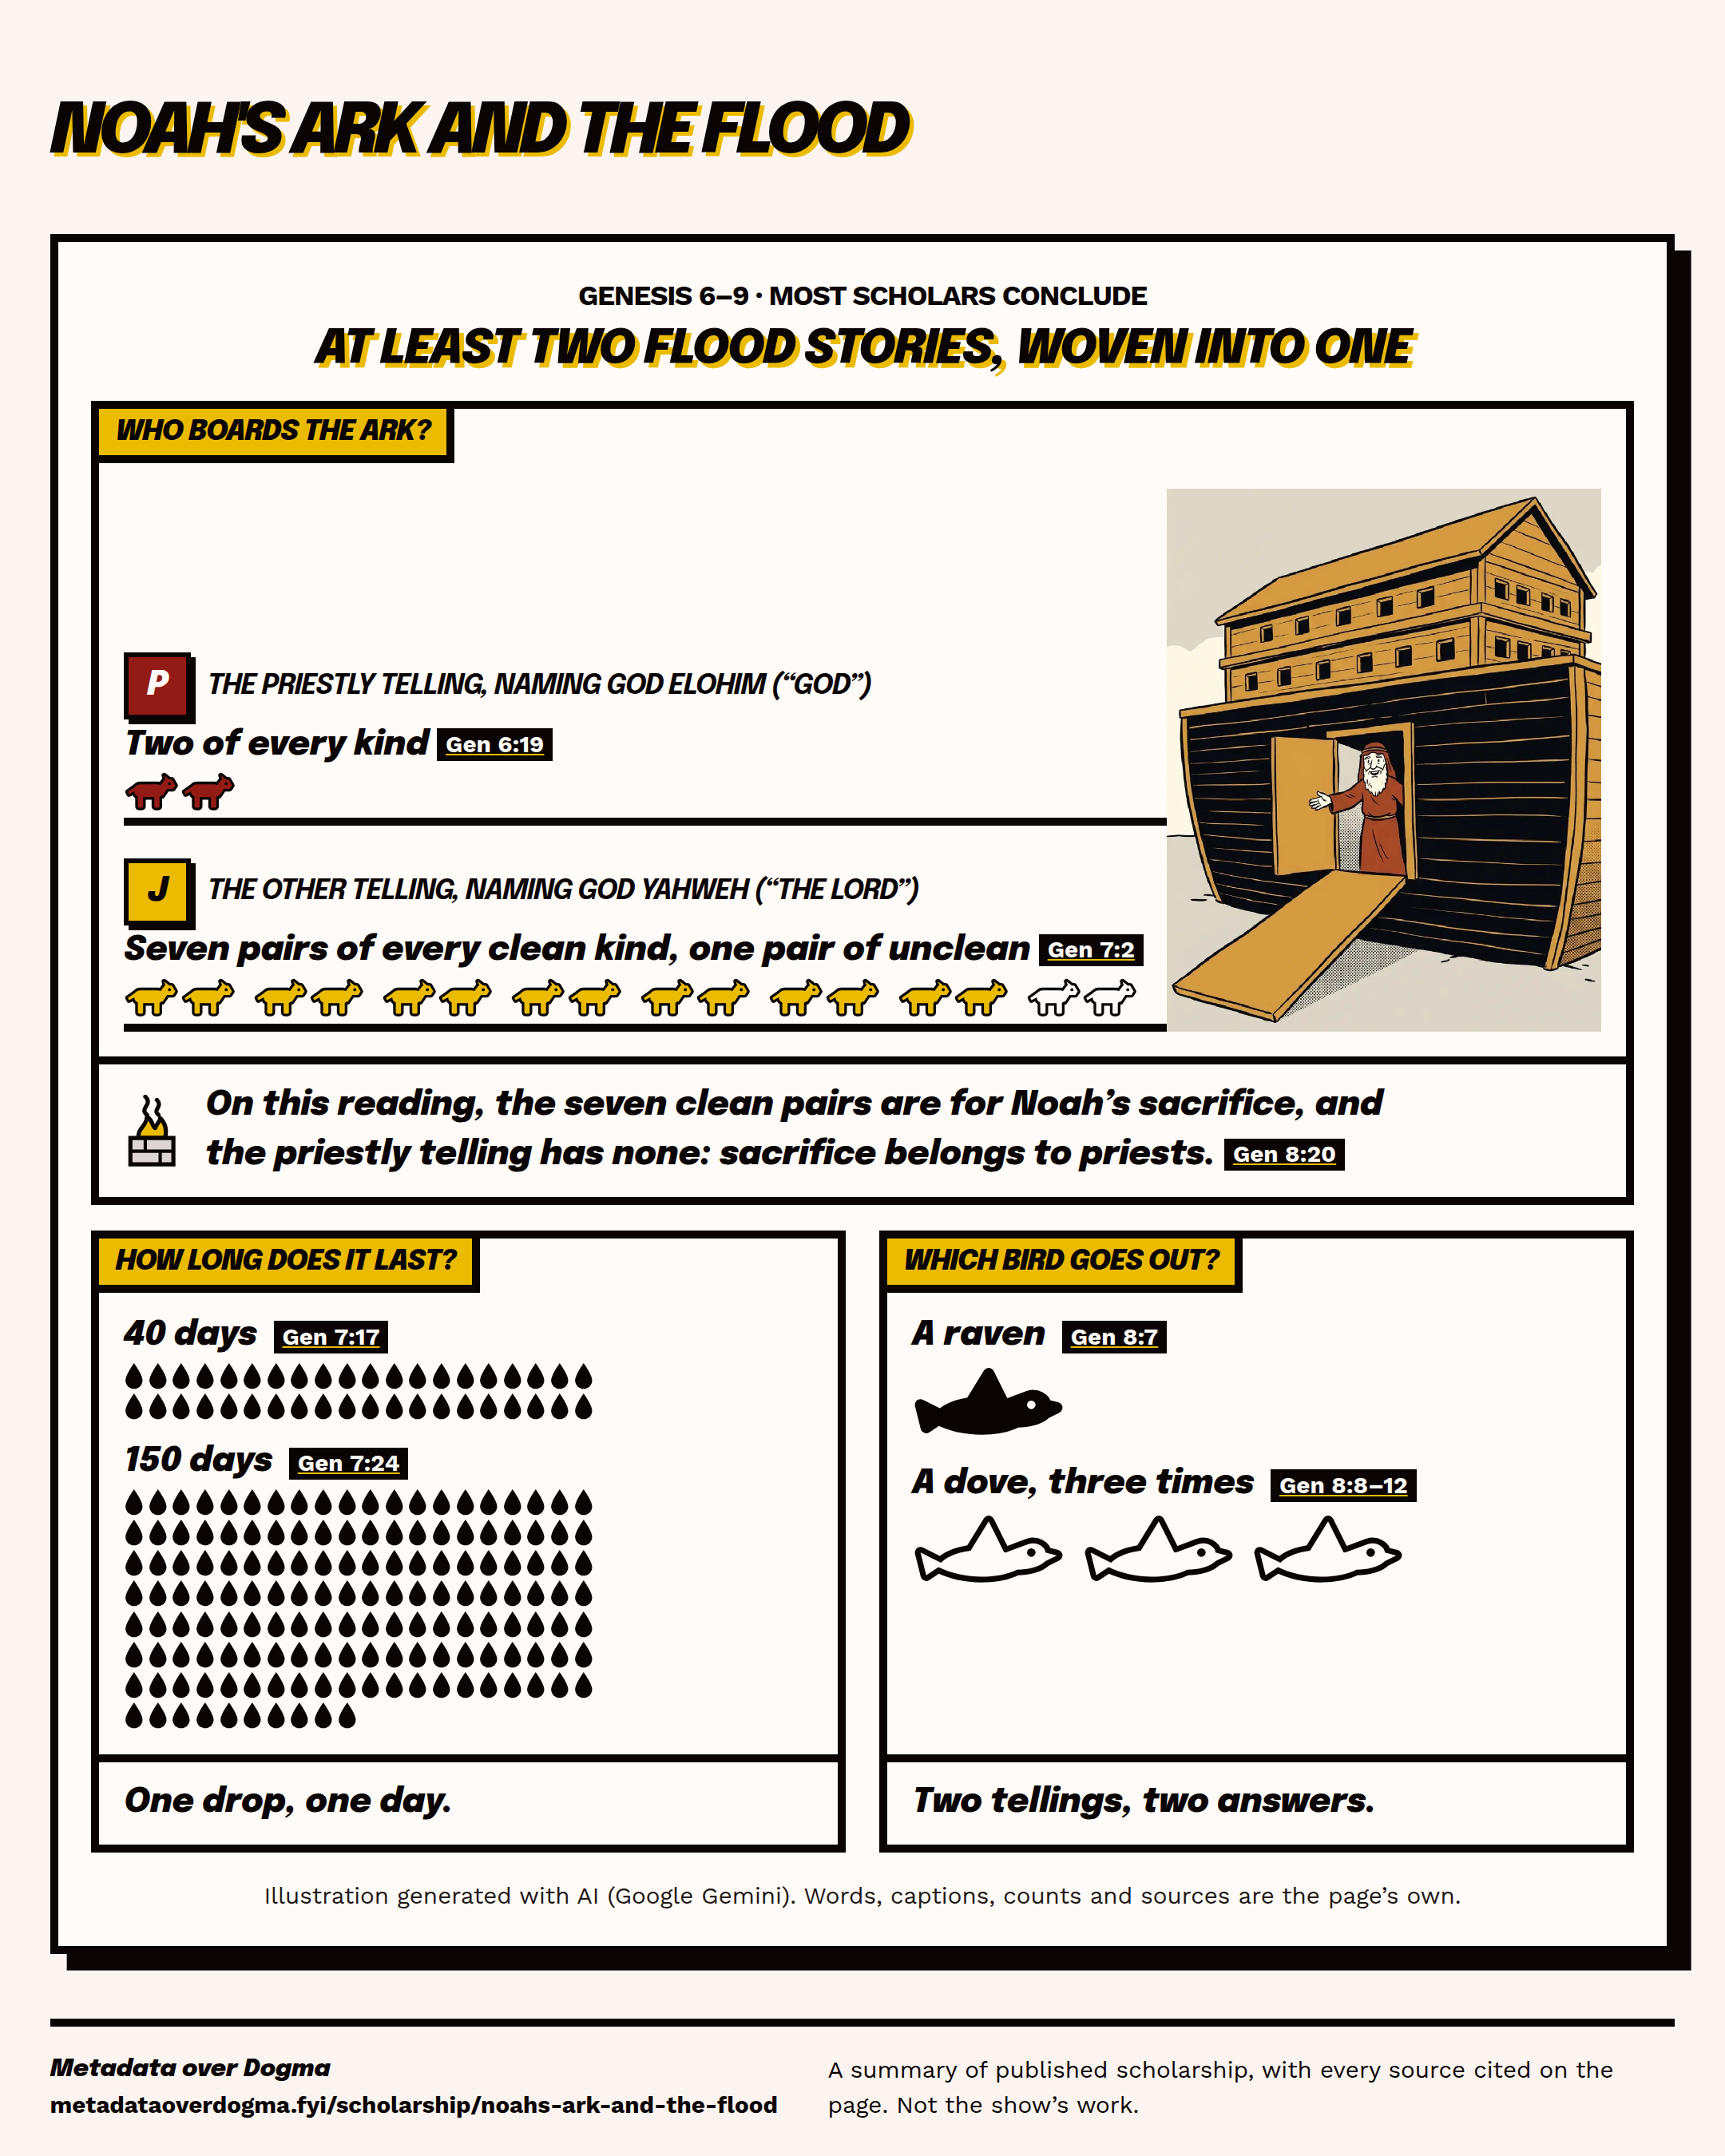 NOAH'S ARK AND THE FLOOD
GENESIS 6–9 · MOST SCHOLARS CONCLUDE
AT LEAST TWO FLOOD STORIES, WOVEN INTO ONE
WHO BOARDS THE ARK?
P
THE PRIESTLY TELLING, NAMING GOD ELOHIM (“GOD”)
Two of every kind Gen 6:19
J
THE OTHER TELLING, NAMING GOD YAHWEH (“THE LORD”)
Seven pairs of every clean kind, one pair of unclean Gen 7:2
On this reading, the seven clean pairs are for Noah’s sacrifice, and
the priestly telling has none: sacrifice belongs to priests. Gen 8:20
HOW LONG DOES IT LAST?
40 days Gen 7:17
150 days Gen 7:24
One drop, one day.
WHICH BIRD GOES OUT?
A raven Gen 8:7
A dove, three times Gen 8:8–12
Two tellings, two answers.
Illustration generated with AI (Google Gemini). Words, captions, counts and sources are the page’s own.
Metadata over Dogma
metadataoverdogma.fyi/scholarship/noahs-ark-and-the-flood
A summary of published scholarship, with every source cited on the
page. Not the show’s work.